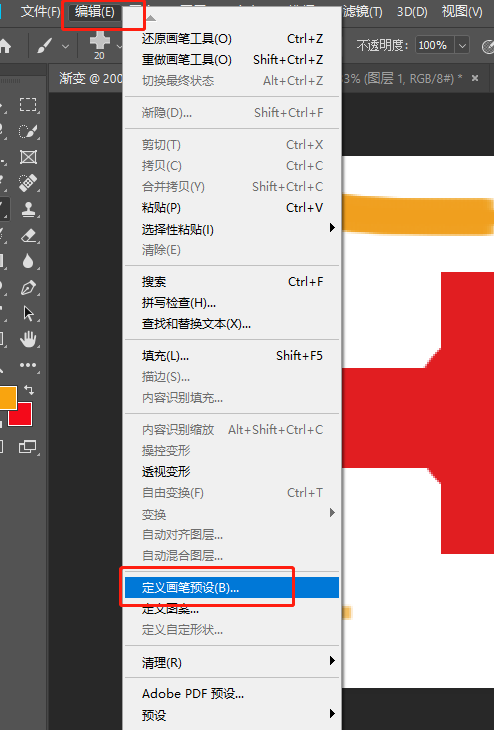 文件(F) 编辑(E) 滤镜(T) 3D(D) 视图(V)
20 不透明度: 100%
渐变 @ 200 3% (图层 1, RGB/8#) * ×
还原画笔工具(O) Ctrl+Z
重做画笔工具(O) Shift+Ctrl+Z
切换最终状态 Alt+Ctrl+Z
渐隐(D)... Shift+Ctrl+F
剪切(T) Ctrl+X
拷贝(C) Ctrl+C
合并拷贝(Y) Shift+Ctrl+C
粘贴(P) Ctrl+V
选择性粘贴(I)
清除(E)
搜索 Ctrl+F
拼写检查(H)...
查找和替换文本(X)...
填充(L)... Shift+F5
描边(S)...
内容识别填充...
内容识别缩放 Alt+Shift+Ctrl+C
操控变形
透视变形
自由变换(F) Ctrl+T
变换
自动对齐图层...
自动混合图层...
定义画笔预设(B)...
定义图案...
定义自定形状...
清理(R)
Adobe PDF 预设...
预设